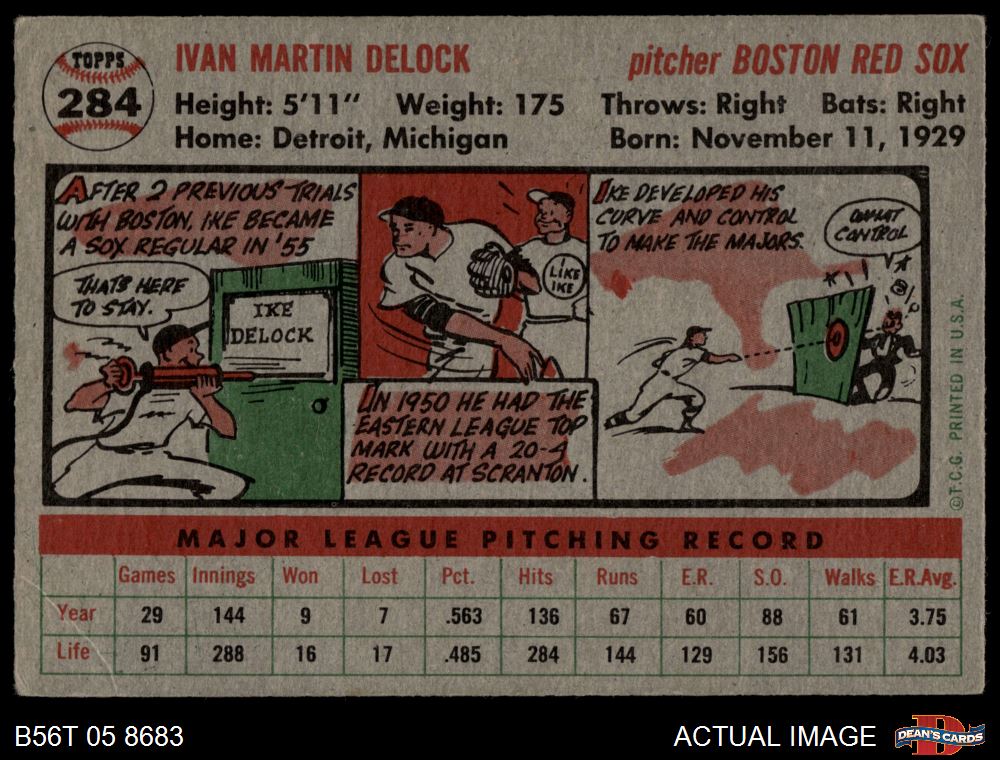 TOPPS
284
IVAN MARTIN DELOCK
pitcher BOSTON RED SOX
Height: 5'11" Weight: 175 Throws: Right Bats: Right
Home: Detroit, Michigan Born: November 11, 1929
AFTER 2 PREVIOUS TRIALS
WITH BOSTON, IKE BECAME
A SOX REGULAR IN '55
THAT'S HERE
TO STAY.
IKE
DELOCK
I
LIKE
IKE
IN 1950 HE HAD THE
EASTERN LEAGUE TOP
MARK WITH A 20-4
RECORD AT SCRANTON.
IKE DEVELOPED HIS
CURVE AND CONTROL
TO MAKE THE MAJORS.
WHAT
CONTROL
©T.C.G. PRINTED IN U.S.A.
MAJOR LEAGUE PITCHING RECORD
Games Innings Won Lost Pct. Hits Runs E.R. S.O. Walks E.R.Avg.
Year 29 144 9 7 .563 136 67 60 88 61 3.75
Life 91 288 16 17 .485 284 144 129 156 131 4.03
B56T 05 8683
ACTUAL IMAGE
DEAN'S CARDS